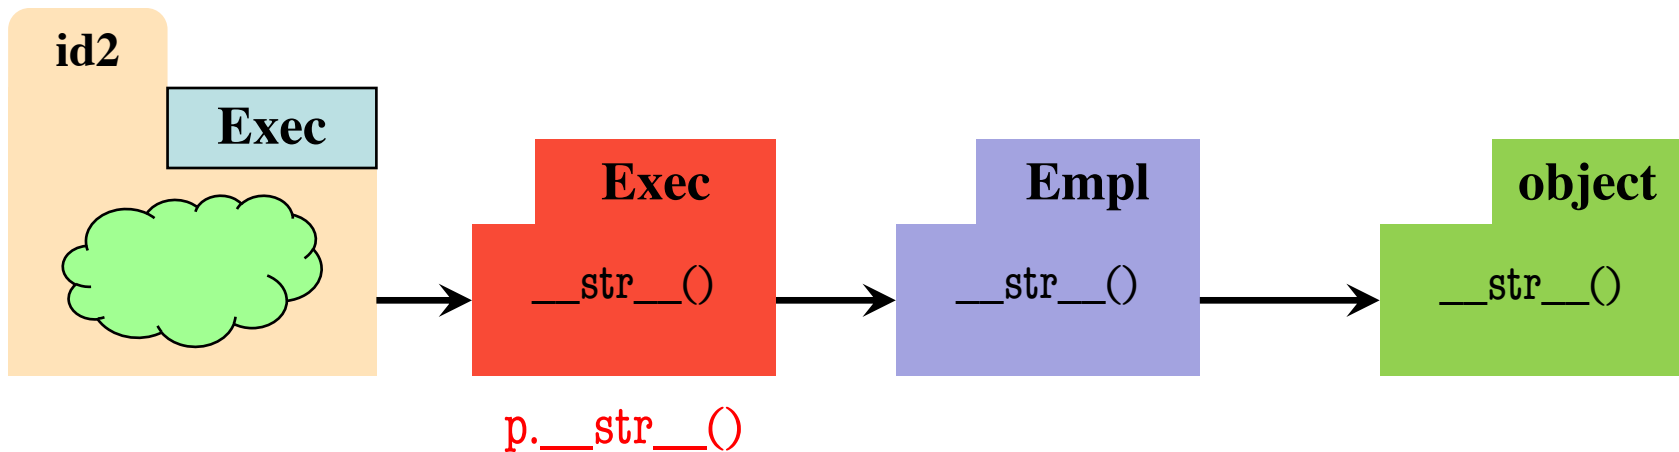 id2
Exec
Exec
Empl
object
__str__()
__str__()
__str__()
p.__str__()